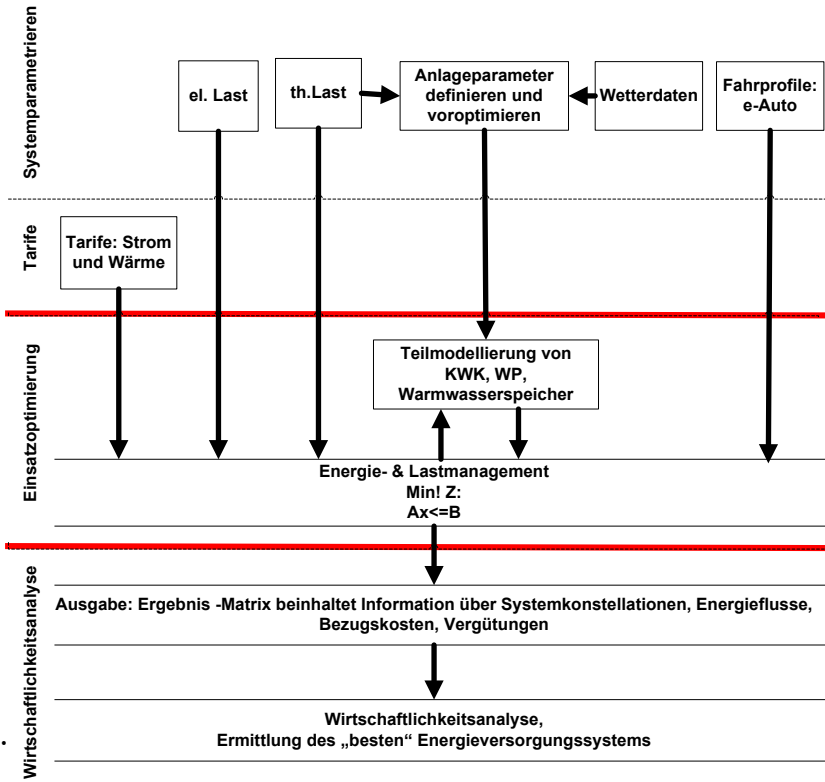 Systemparametrieren
el. Last
th.Last
Anlageparameter
definieren und
voroptimieren
Wetterdaten
Fahrprofile:
e-Auto
Tarife
Tarife: Strom
und Wärme
Einsatzoptimierung
Teilmodellierung von
KWK, WP,
Warmwasserspeicher
Energie- & Lastmanagement
Min! Z:
Ax<=B
Wirtschaftlichkeitsanalyse
Ausgabe: Ergebnis -Matrix beinhaltet Information über Systemkonstellationen, Energieflusse,
Bezugskosten, Vergütungen
Wirtschaftlichkeitsanalyse,
Ermittlung des „besten“ Energieversorgungssystems